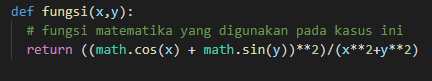 def fungsi(x,y):
# fungsi matematika yang digunakan pada kasus ini
return ((math.cos(x) + math.sin(y))**2)/(x**2+y**2)